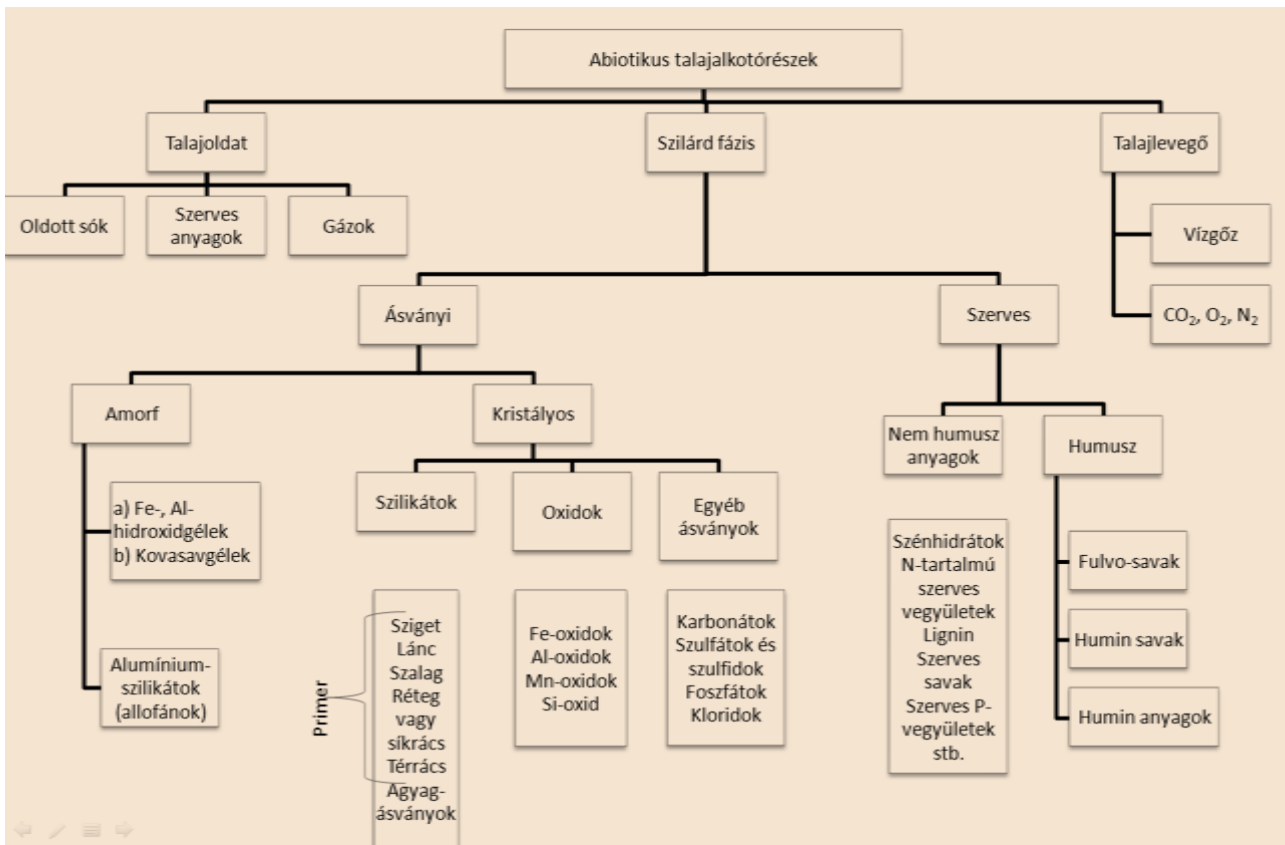 Abiotikus talajalkotórészek
Talajoldat
Szilárd fázis
Talajlevegő
Oldott sók
Szerves
anyagok
Gázok
Vízgőz
CO₂, O₂, N₂
Ásványi
Szerves
Amorf
Kristályos
Nem humusz
anyagok
Humusz
a) Fe-, Al-
hidroxidgélek
b) Kovasavgélek
Alumínium-
szilikátok
(allofánok)
Szilikátok
Oxidok
Egyéb
ásványok
Primer
Sziget
Lánc
Szalag
Réteg
vagy
síkrács
Térrács
Agyag-
ásványok
Fe-oxidok
Al-oxidok
Mn-oxidok
Si-oxid
Karbonátok
Szulfátok és
szulfidok
Foszfátok
Kloridok
Szénhidrátok
N-tartalmú
szerves
vegyületek
Lignin
Szerves
savak
Szerves P-
vegyületek
stb.
Fulvo-savak
Humin savak
Humin anyagok